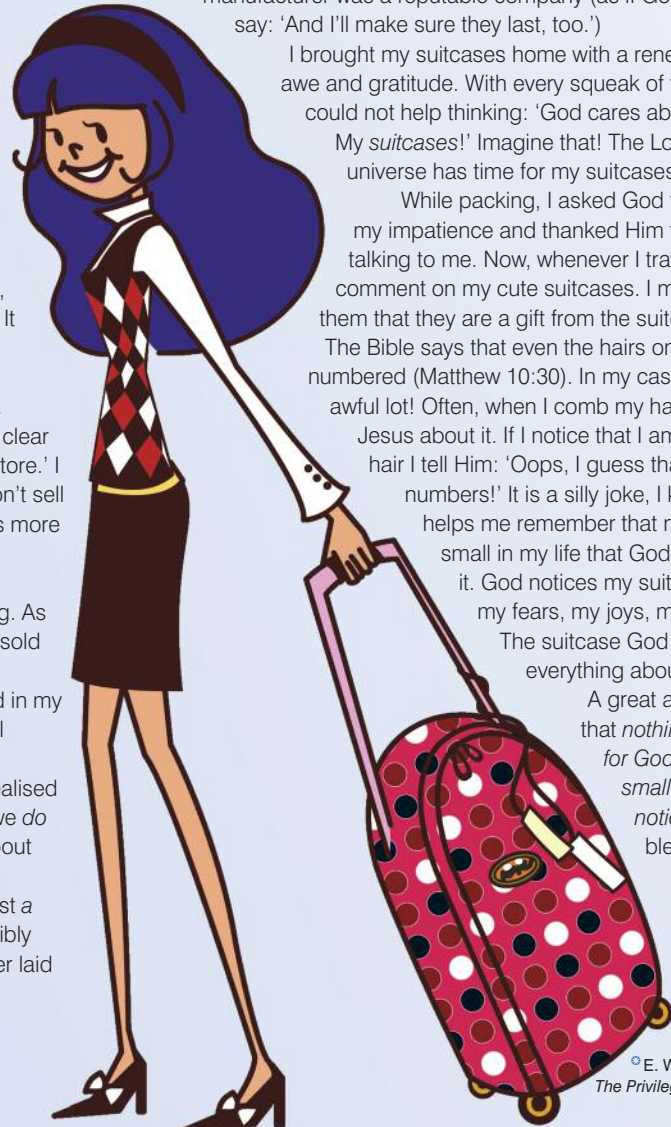 ,
It
clear
tore.’ I
on’t sell
s more
g. As
sold
d in my
ealised
we do
bout
st a
ibly
er laid
manufacturer was a reputable company (as if Go
say: ‘And I’ll make sure they last, too.’)
I brought my suitcases home with a rene
awe and gratitude. With every squeak of
could not help thinking: ‘God cares ab
My suitcases!’ Imagine that! The Lo
universe has time for my suitcases
While packing, I asked God
my impatience and thanked Him
talking to me. Now, whenever I tra
comment on my cute suitcases. I m
them that they are a gift from the suit
The Bible says that even the hairs on
numbered (Matthew 10:30). In my cas
awful lot! Often, when I comb my ha
Jesus about it. If I notice that I am
hair I tell Him: ‘Oops, I guess tha
numbers!’ It is a silly joke, I k
helps me remember that n
small in my life that God
it. God notices my suit
my fears, my joys, m
The suitcase God
everything abou
A great a
that nothin
for Goo
small
notic
ble
E. W
The Privileg